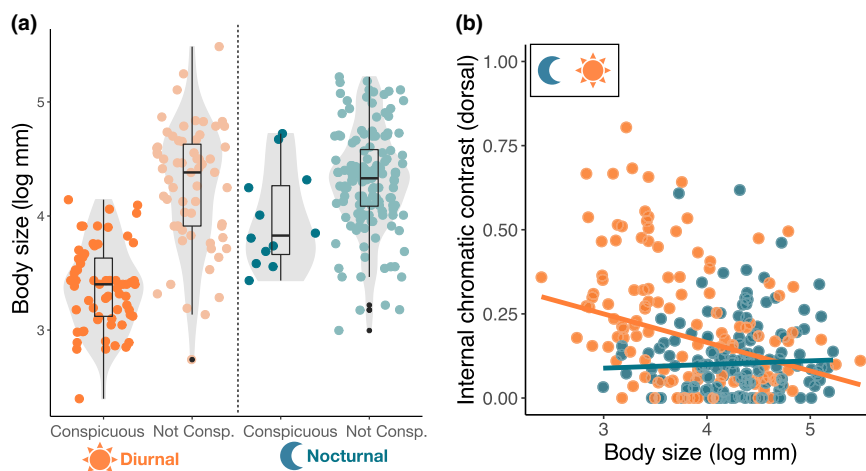 (a)
Body size (log mm)
5
4
3
Conspicuous Not Consp. Conspicuous Not Consp.
Diurnal Nocturnal
(b)
Internal chromatic contrast (dorsal)
1.00
0.75
0.50
0.25
0.00
3 4 5
Body size (log mm)